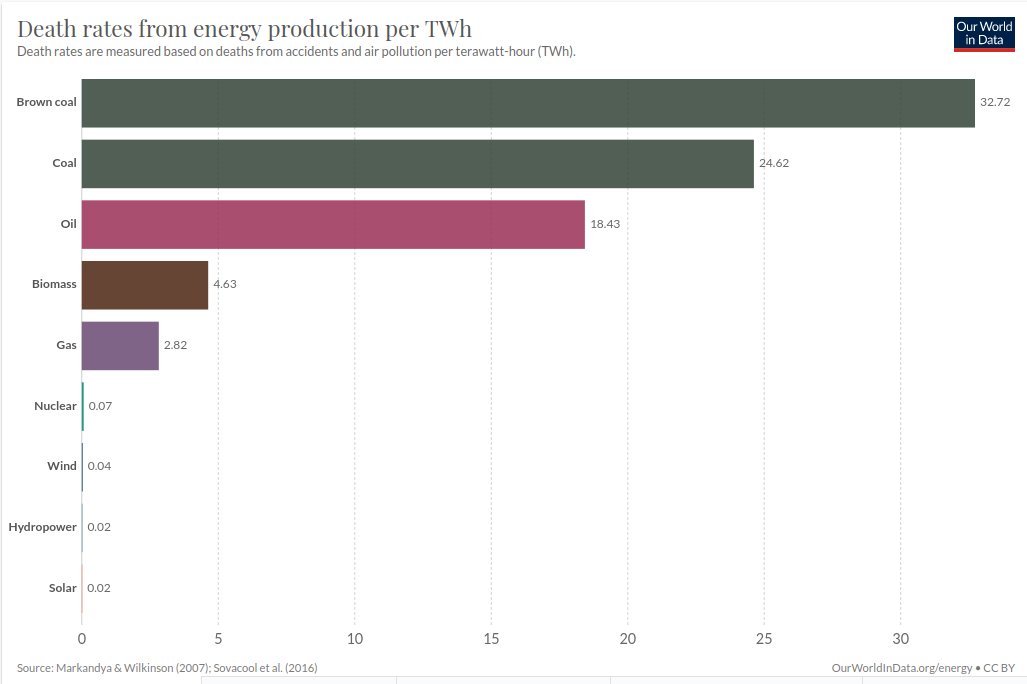 Death rates from energy production per TWh
Death rates are measured based on deaths from accidents and air pollution per terawatt-hour (TWh).
Our World
in Data
Brown coal 32.72
Coal 24.62
Oil 18.43
Biomass 4.63
Gas 2.82
Nuclear 0.07
Wind 0.04
Hydropower 0.02
Solar 0.02
0 5 10 15 20 25 30
Source: Markandya & Wilkinson (2007); Sovacool et al. (2016) OurWorldInData.org/energy • CC BY